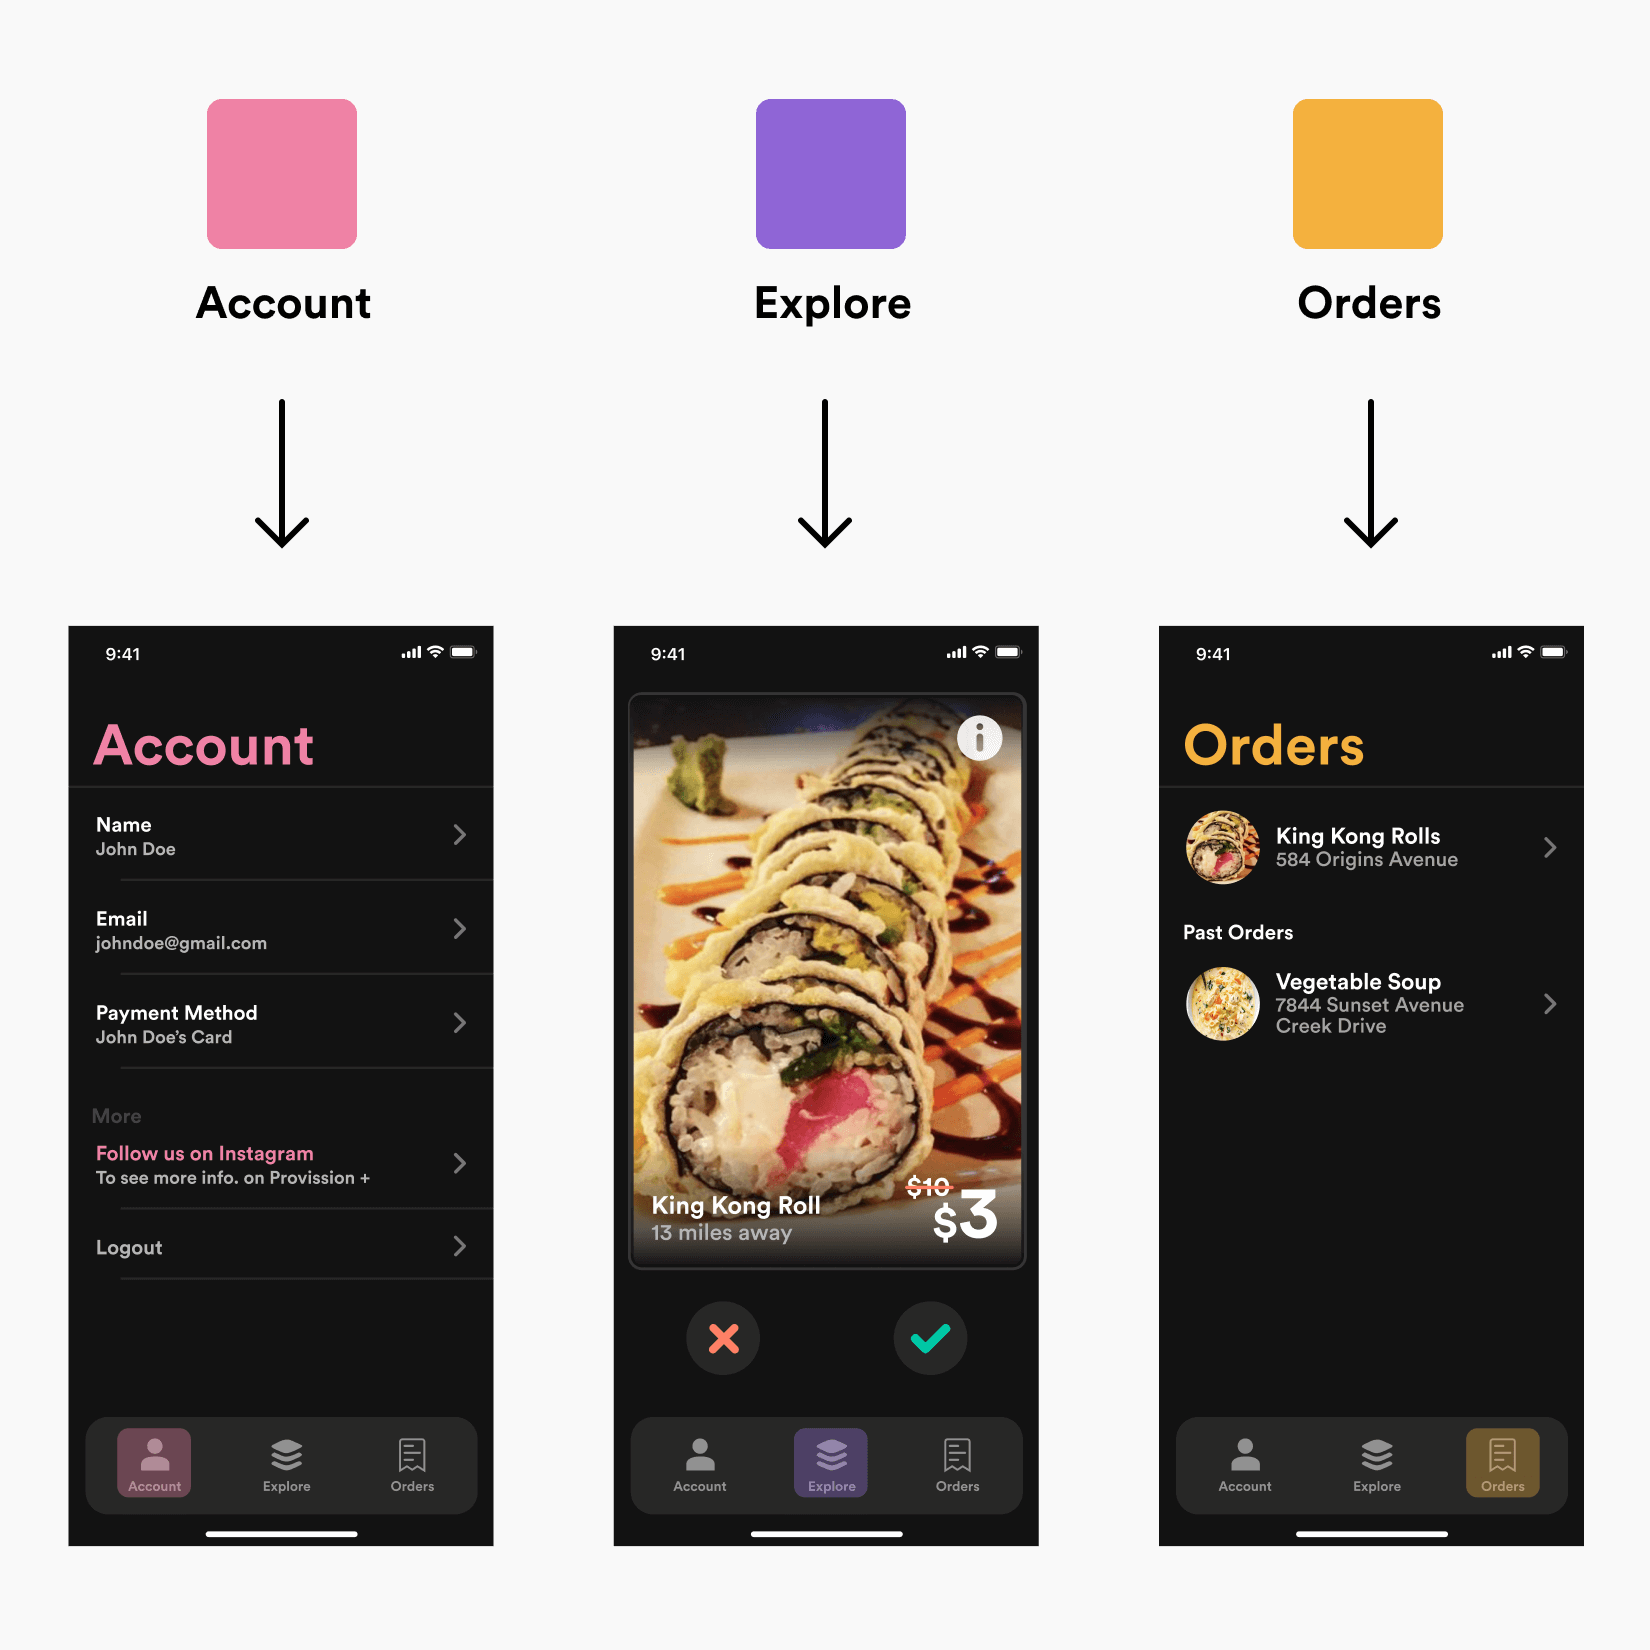 Account
Explore
Orders
9:41
Account
Name
John Doe
Email
johndoe@gmail.com
Payment Method
John Doe's Card
More
Follow us on Instagram
To see more info. on Provission +
Logout
Account
Explore
Orders
9:41
$10
King Kong Roll
$3
13 miles away
Account
Explore
Orders
9:41
Orders
King Kong Rolls
584 Origins Avenue
Past Orders
Vegetable Soup
7844 Sunset Avenue
Creek Drive
Account
Explore
Orders